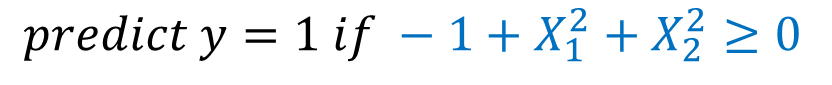 predict y = 1 if − 1 + X₁² + X₂² ≥ 0